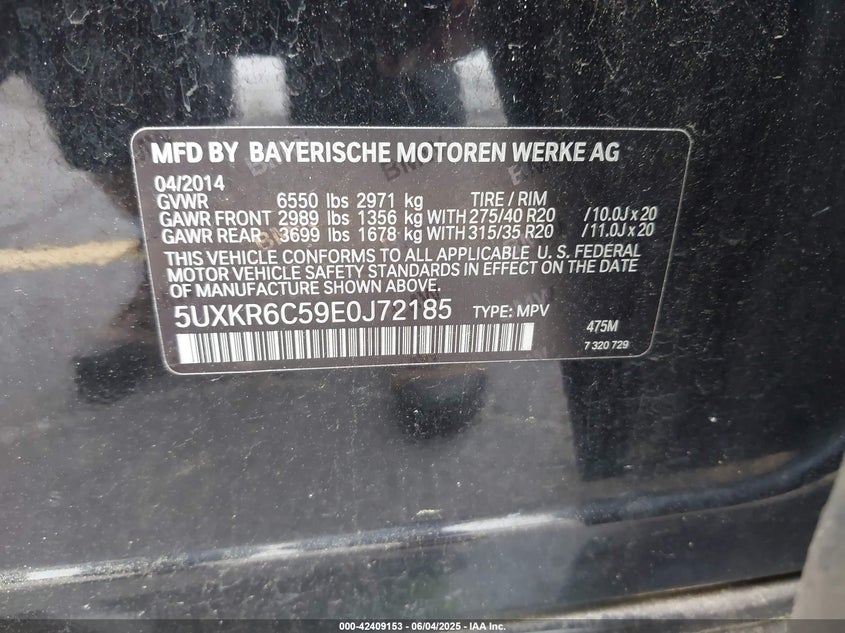 MFD BY BAYERISCHE MOTOREN WERKE AG
04/2014
GVWR 6550 lbs 2971 kg TIRE / RIM
GAWR FRONT 2989 lbs 1356 kg WITH 275/40 R20 /10.0J x 20
GAWR REAR 3699 lbs 1678 kg WITH 315/35 R20 /11.0J x 20
THIS VEHICLE CONFORMS TO ALL APPLICABLE U. S. FEDERAL
MOTOR VEHICLE SAFETY STANDARDS IN EFFECT ON THE DATE
OF MANUFACTURE SHOWN ABOVE.
5UXKR6C59E0J72185 TYPE: MPV 475M
7 320 729
000-42409153 - 06/04/2025 - IAA Inc.